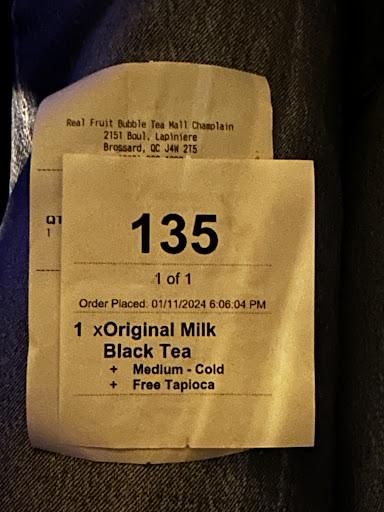 Real Fruit Bubble Tea Mall Champlain
2151 Boul. Lapiniere
Brossard, QC J4W 2T5
QT
1
135
1 of 1
Order Placed: 01/11/2024 6:06:04 PM
1 xOriginal Milk
Black Tea
+ Medium - Cold
+ Free Tapioca